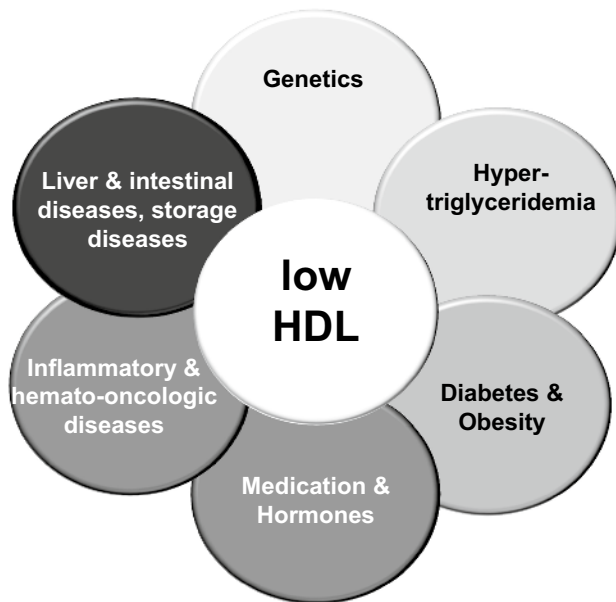 Genetics
Hyper-
triglyceridemia
Diabetes &
Obesity
Medication &
Hormones
Inflammatory &
hemato-oncologic
diseases
Liver & intestinal
diseases, storage
diseases
low
HDL